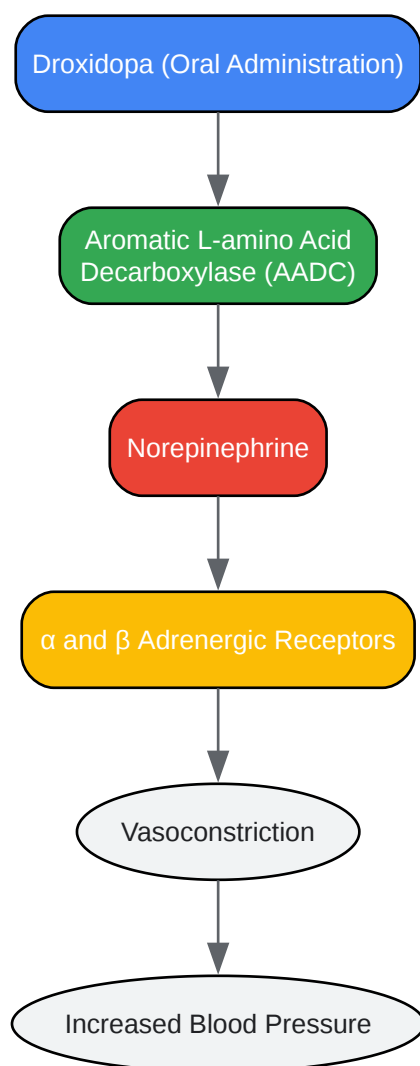 Droxidopa (Oral Administration)
Aromatic L-amino Acid
Decarboxylase (AADC)
Norepinephrine
α and β Adrenergic Receptors
Vasoconstriction
Increased Blood Pressure